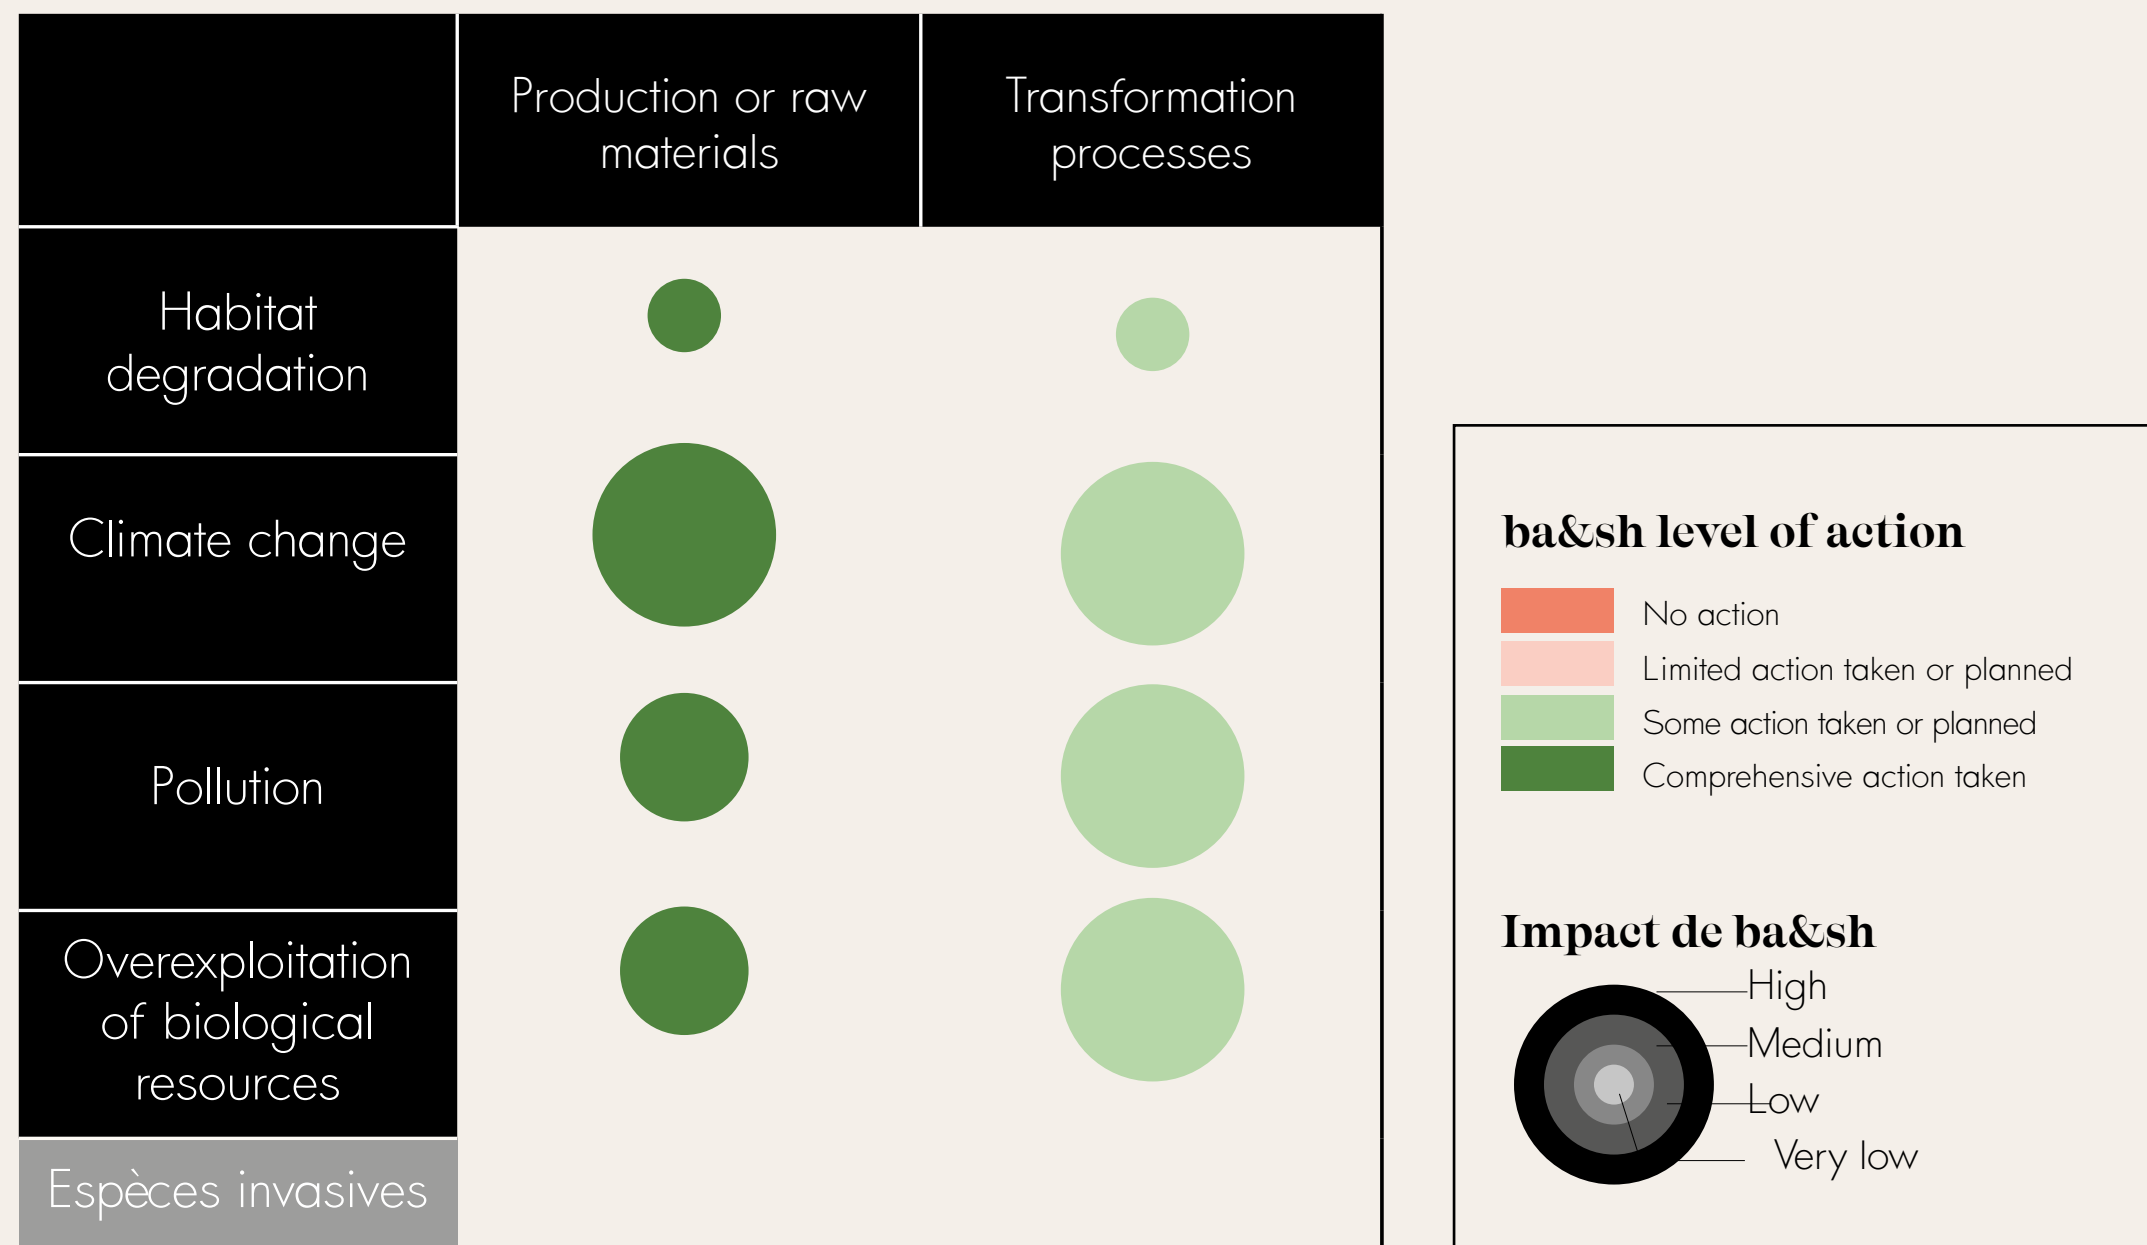 Production or raw
materials
Transformation
processes
Habitat
degradation
Climate change
Pollution
Overexploitation
of biological
resources
Espèces invasives
ba&sh level of action
No action
Limited action taken or planned
Some action taken or planned
Comprehensive action taken
Impact de ba&sh
High
Medium
Low
Very low